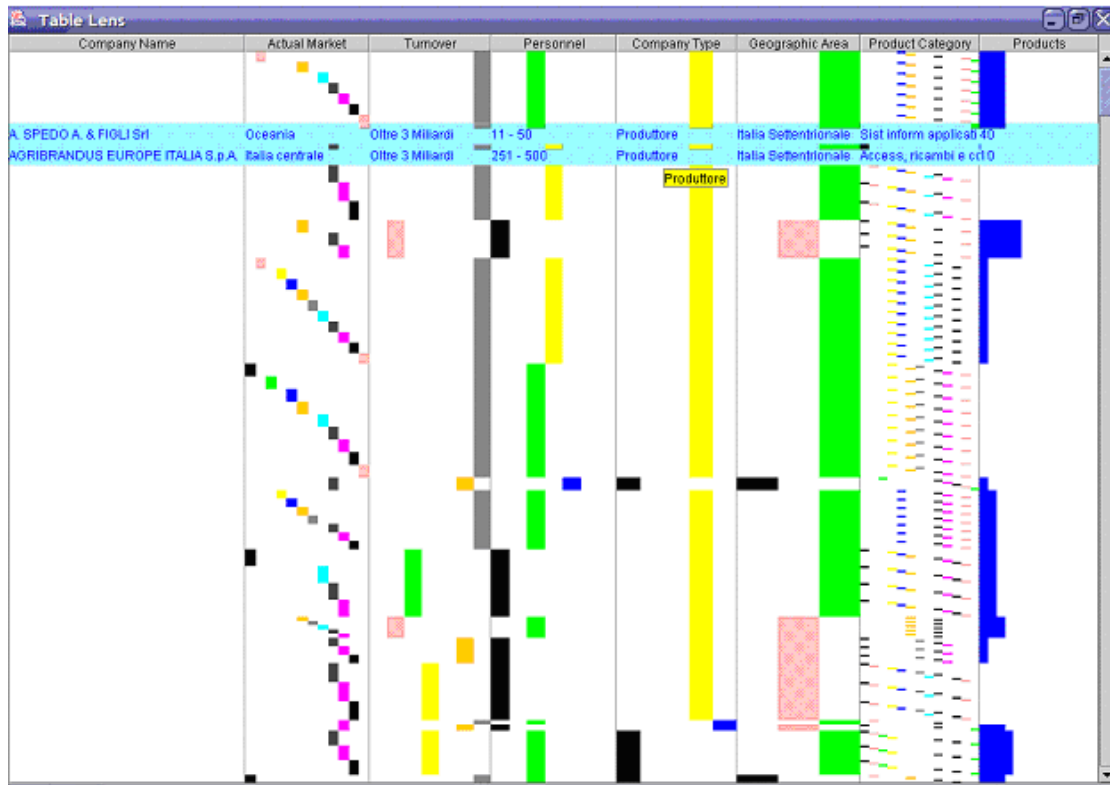 Table Lens
Company Name Actual Market Turnover Personnel Company Type Geographic Area Product Category Products
A. SPEDO A. & FIGLI Srl Oceania Oltre 3 Miliardi 11 - 50 Produttore Italia Settentrionale Sist inform applicati 40
AGRIBRANDUS EUROPE ITALIA S.p.A. Italia centrale Oltre 3 Miliardi 251 - 500 Produttore Italia Settentrionale Access, ricambi e
Produttore